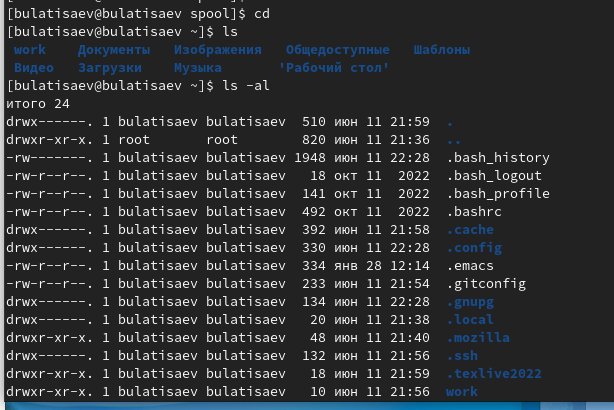 [bulatisaev@bulatisaev spool]$ cd
[bulatisaev@bulatisaev ~]$ ls
work Документы Изображения Общедоступные Шаблоны
Видео Загрузки Музыка 'Рабочий стол'
[bulatisaev@bulatisaev ~]$ ls -al
итого 24
drwx------. 1 bulatisaev bulatisaev 510 июн 11 21:59 .
drwxr-xr-x. 1 root root 820 июн 11 21:36 ..
-rw-------. 1 bulatisaev bulatisaev 1948 июн 11 22:28 .bash_history
-rw-r--r--. 1 bulatisaev bulatisaev 18 окт 11 2022 .bash_logout
-rw-r--r--. 1 bulatisaev bulatisaev 141 окт 11 2022 .bash_profile
-rw-r--r--. 1 bulatisaev bulatisaev 492 окт 11 2022 .bashrc
drwx------. 1 bulatisaev bulatisaev 392 июн 11 21:58 .cache
drwx------. 1 bulatisaev bulatisaev 330 июн 11 22:28 .config
-rw-r--r--. 1 bulatisaev bulatisaev 334 янв 28 12:14 .emacs
-rw-r--r--. 1 bulatisaev bulatisaev 233 июн 11 21:54 .gitconfig
drwx------. 1 bulatisaev bulatisaev 134 июн 11 22:28 .gnupg
drwx------. 1 bulatisaev bulatisaev 20 июн 11 21:38 .local
drwxr-xr-x. 1 bulatisaev bulatisaev 48 июн 11 21:40 .mozilla
drwx------. 1 bulatisaev bulatisaev 132 июн 11 21:56 .ssh
drwxr-xr-x. 1 bulatisaev bulatisaev 18 июн 11 21:59 .texlive2022
drwxr-xr-x. 1 bulatisaev bulatisaev 10 июн 11 21:56 work